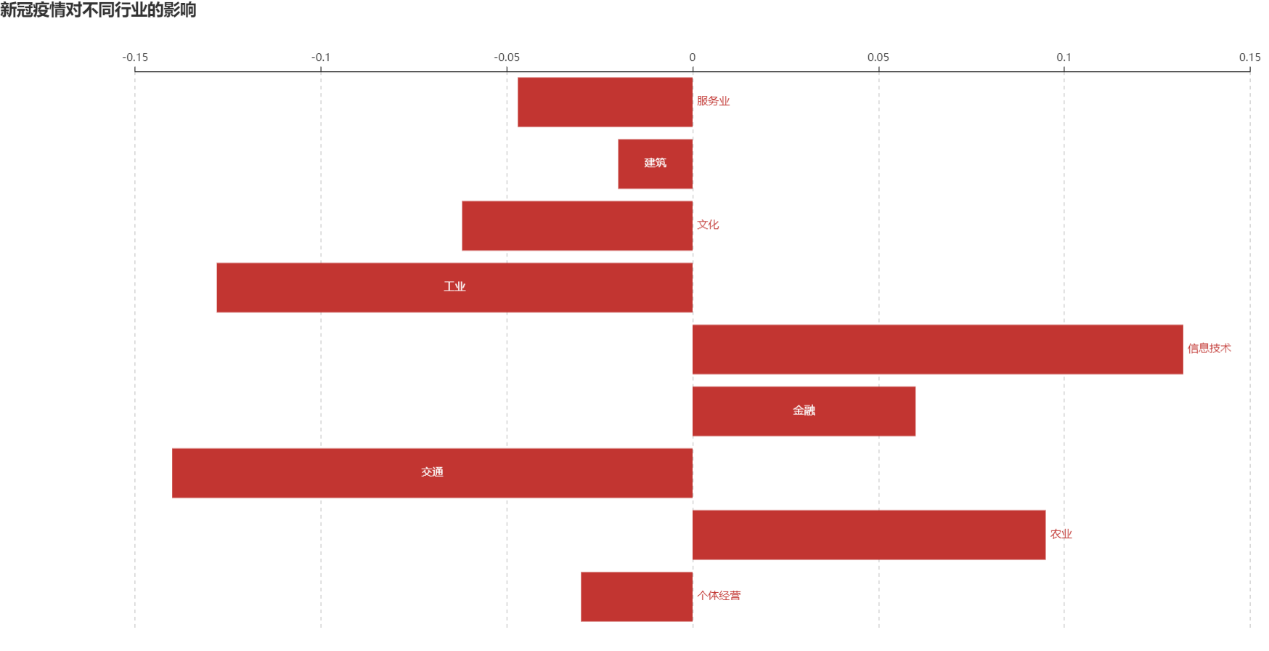 新冠疫情对不同行业的影响
-0.15
-0.1
-0.05
0
0.05
0.1
0.15
服务业
建筑
文化
工业
信息技术
金融
交通
农业
个体经营